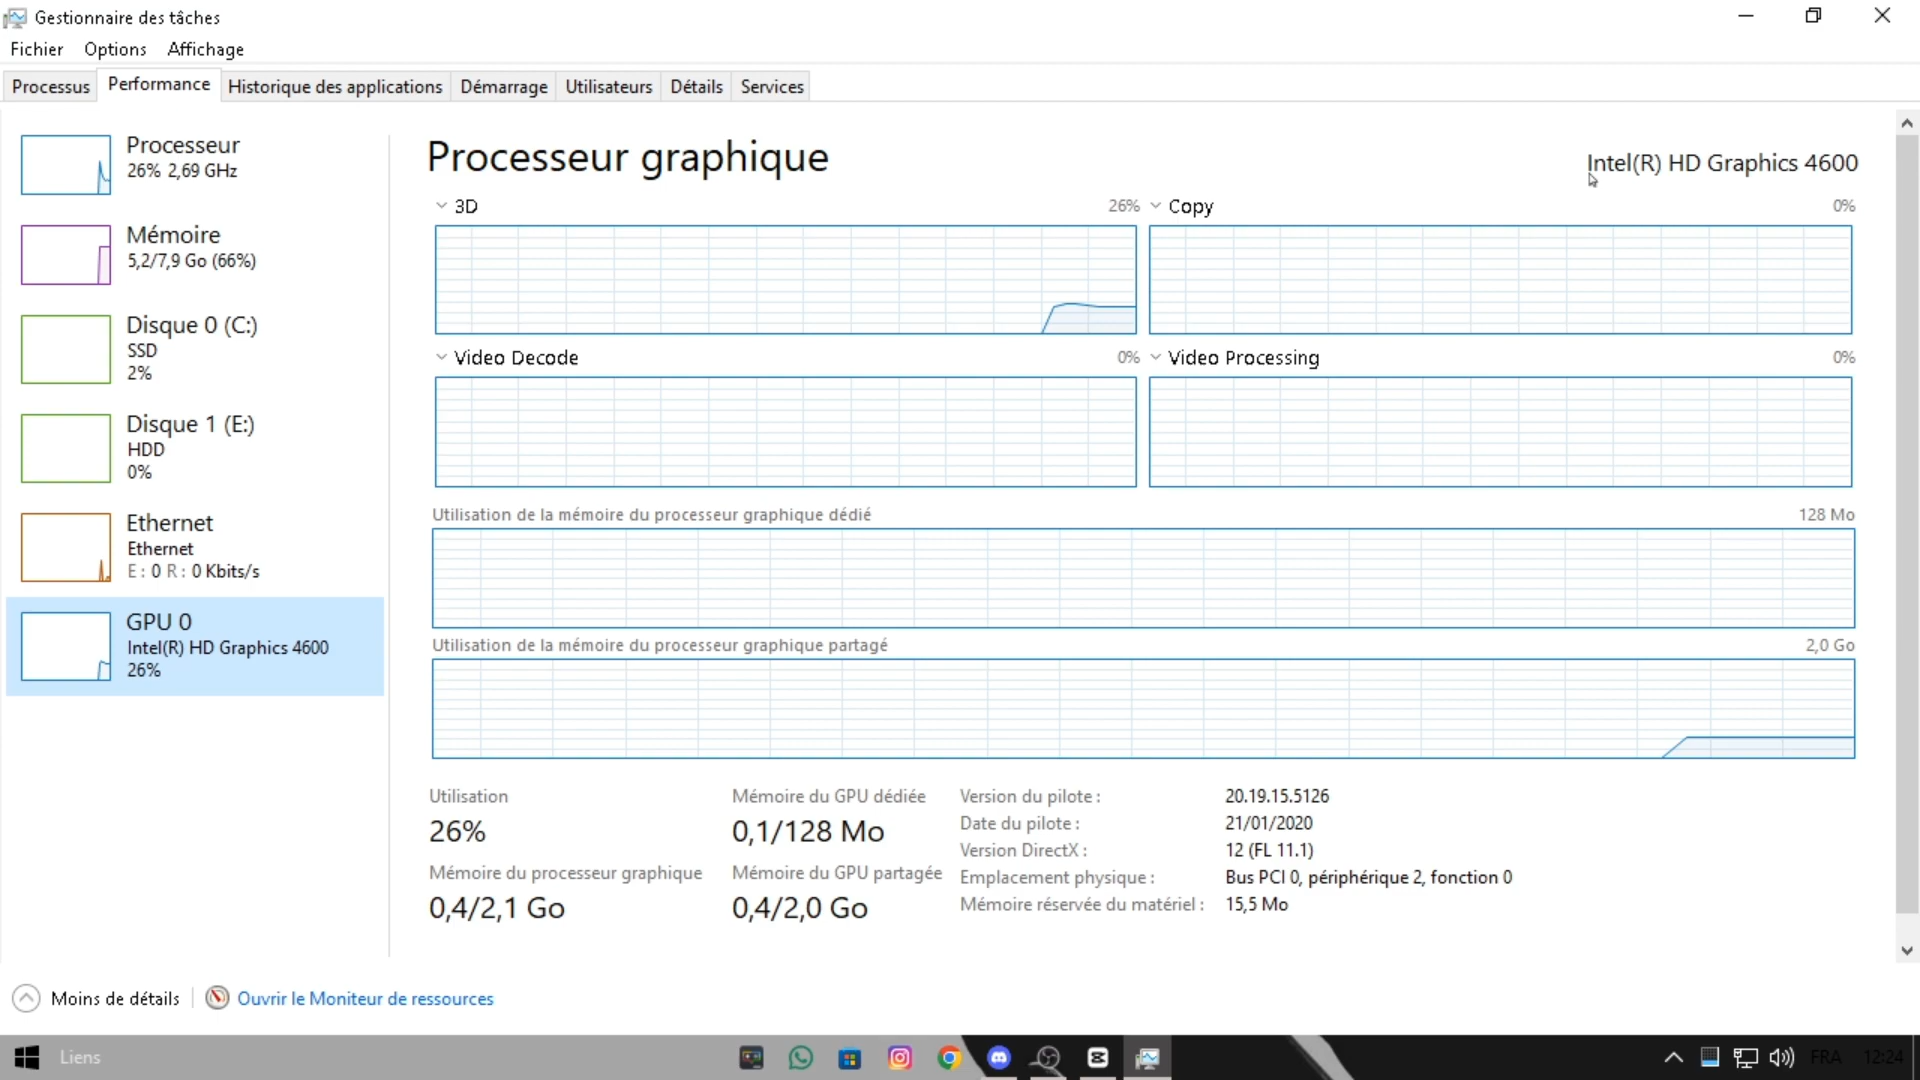 Gestionnaire des tâches
Fichier Options Affichage
Processus Performance Historique des applications Démarrage Utilisateurs Détails Services
Processeur
26% 2,69 GHz
Mémoire
5,2/7,9 Go (66%)
Disque 0 (C:)
SSD
2%
Disque 1 (E:)
HDD
0%
Ethernet
Ethernet
E : 0 R : 0 Kbits/s
GPU 0
Intel(R) HD Graphics 4600
26%
Processeur graphique
Intel(R) HD Graphics 4600
3D 26%
Copy 0%
Video Decode 0%
Video Processing 0%
Utilisation de la mémoire du processeur graphique dédié 128 Mo
Utilisation de la mémoire du processeur graphique partagé 2,0 Go
Utilisation
26%
Mémoire du GPU dédiée
0,1/128 Mo
Mémoire du processeur graphique
0,4/2,1 Go
Mémoire du GPU partagée
0,4/2,0 Go
Version du pilote : 20.19.15.5126
Date du pilote : 21/01/2020
Version DirectX : 12 (FL 11.1)
Emplacement physique : Bus PCI 0, périphérique 2, fonction 0
Mémoire réservée du matériel : 15,5 Mo
Moins de détails
Ouvrir le Moniteur de ressources
Liens
FRA 12:24